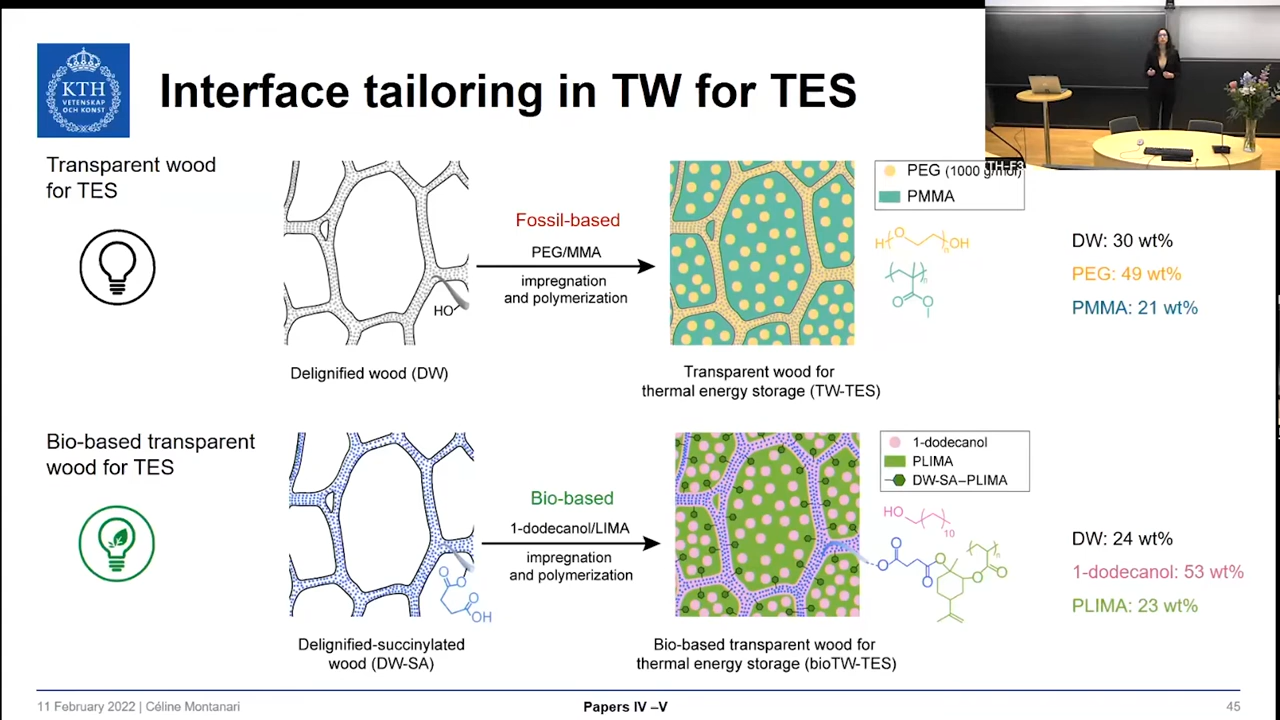 KTH
VETENSKAP
OCH KONST
Interface tailoring in TW for TES
Transparent wood
for TES
HO
Delignified wood (DW)
Fossil-based
PEG/MMA
impregnation
and polymerization
Transparent wood for
thermal energy storage (TW-TES)
TH-F3
PEG (1000 g/mol)
PMMA
H
O
n
OH
n
O
O
DW: 30 wt%
PEG: 49 wt%
PMMA: 21 wt%
Bio-based transparent
wood for TES
O
O
O
OH
Delignified-succinylated
wood (DW-SA)
Bio-based
1-dodecanol/LIMA
impregnation
and polymerization
Bio-based transparent wood for
thermal energy storage (bioTW-TES)
1-dodecanol
PLIMA
DW-SA–PLIMA
HO
10
O
O
O
O
O
O
n
DW: 24 wt%
1-dodecanol: 53 wt%
PLIMA: 23 wt%
11 February 2022 | Céline Montanari
Papers IV –V
45